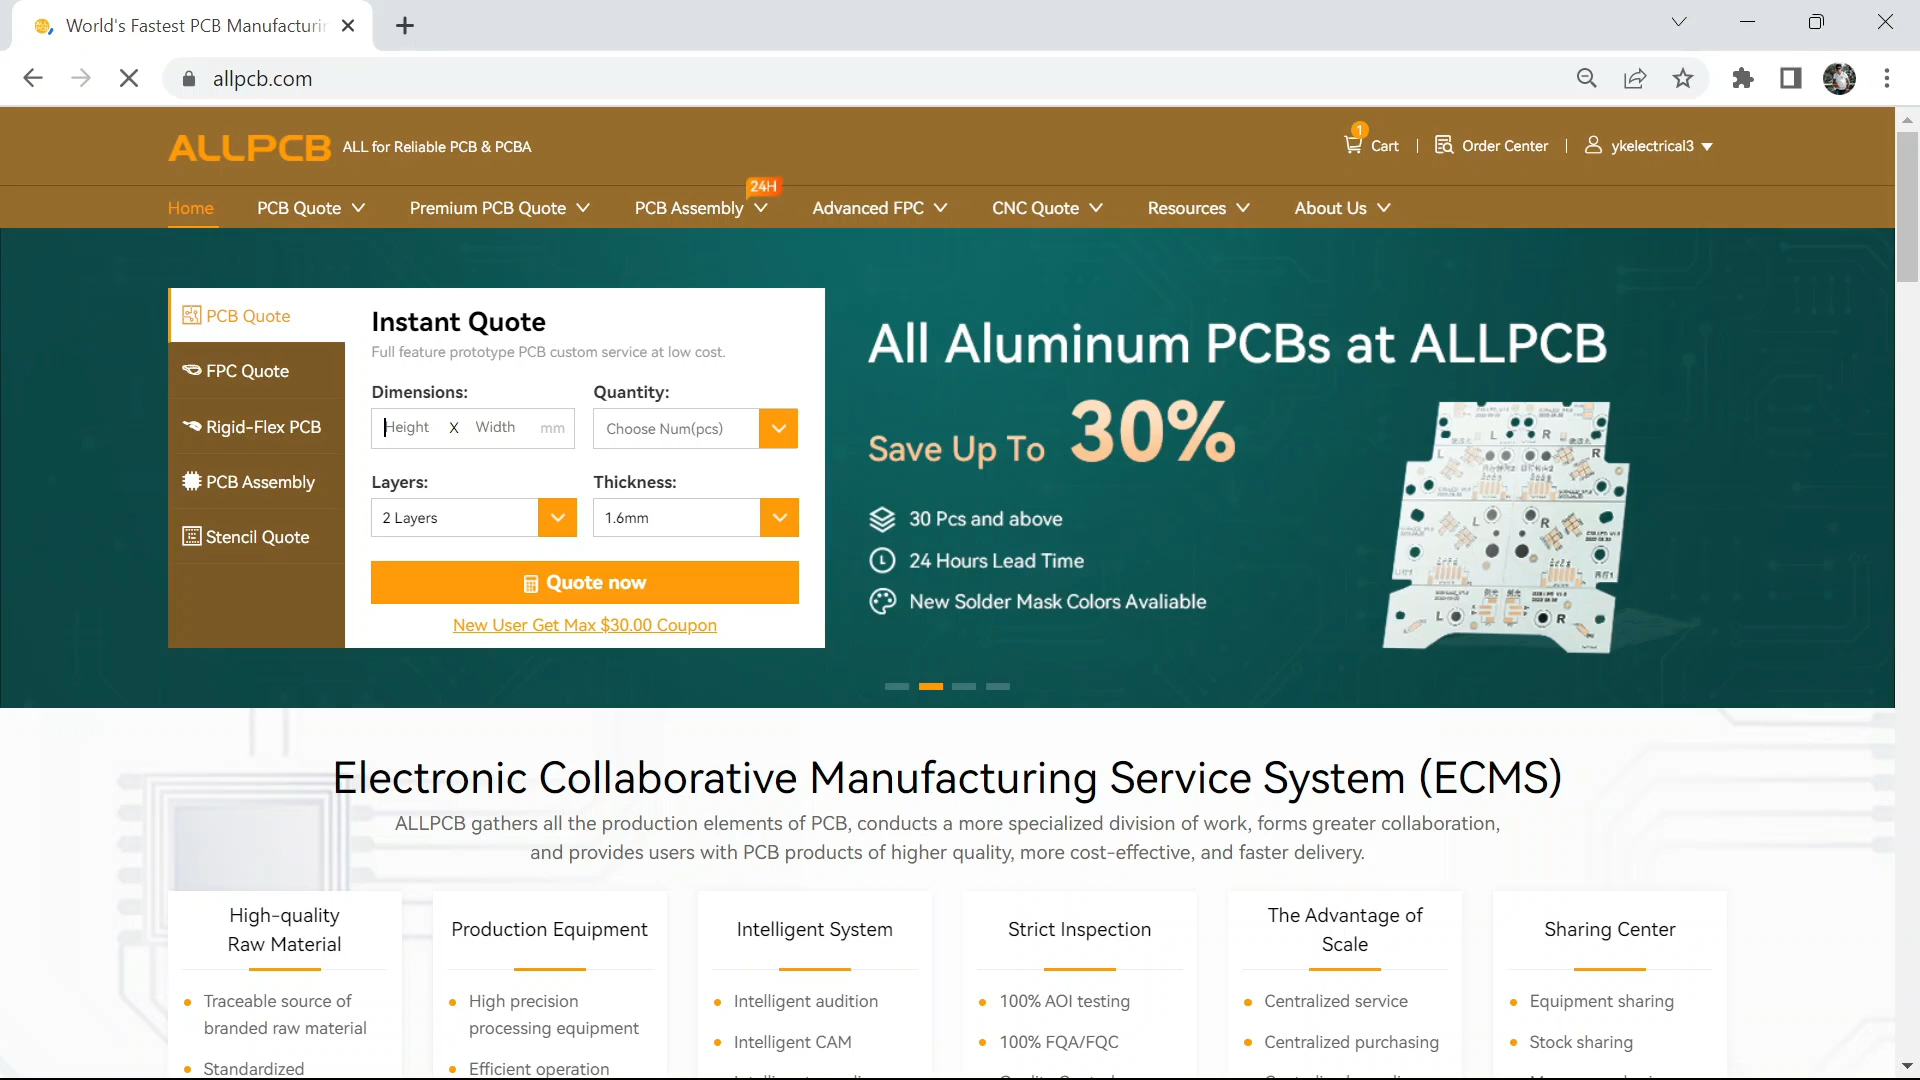 World's Fastest PCB Manufacturin
allpcb.com
ALLPCB ALL for Reliable PCB & PCBA
1
Cart | Order Center | ykelectrical3
24H
Home PCB Quote Premium PCB Quote PCB Assembly Advanced FPC CNC Quote Resources About Us
PCB Quote
FPC Quote
Rigid-Flex PCB
PCB Assembly
Stencil Quote
Instant Quote
Full feature prototype PCB custom service at low cost.
Dimensions: Quantity:
Height X Width mm Choose Num(pcs)
Layers: Thickness:
2 Layers 1.6mm
Quote now
New User Get Max $30.00 Coupon
All Aluminum PCBs at ALLPCB
Save Up To 30%
30 Pcs and above
24 Hours Lead Time
New Solder Mask Colors Avaliable
Electronic Collaborative Manufacturing Service System (ECMS)
ALLPCB gathers all the production elements of PCB, conducts a more specialized division of work, forms greater collaboration,
and provides users with PCB products of higher quality, more cost-effective, and faster delivery.
High-quality
Raw Material
Traceable source of
branded raw material
Standardized
Production Equipment
High precision
processing equipment
Efficient operation
Intelligent System
Intelligent audition
Intelligent CAM
Strict Inspection
100% AOI testing
100% FQA/FQC
The Advantage of
Scale
Centralized service
Centralized purchasing
Sharing Center
Equipment sharing
Stock sharing